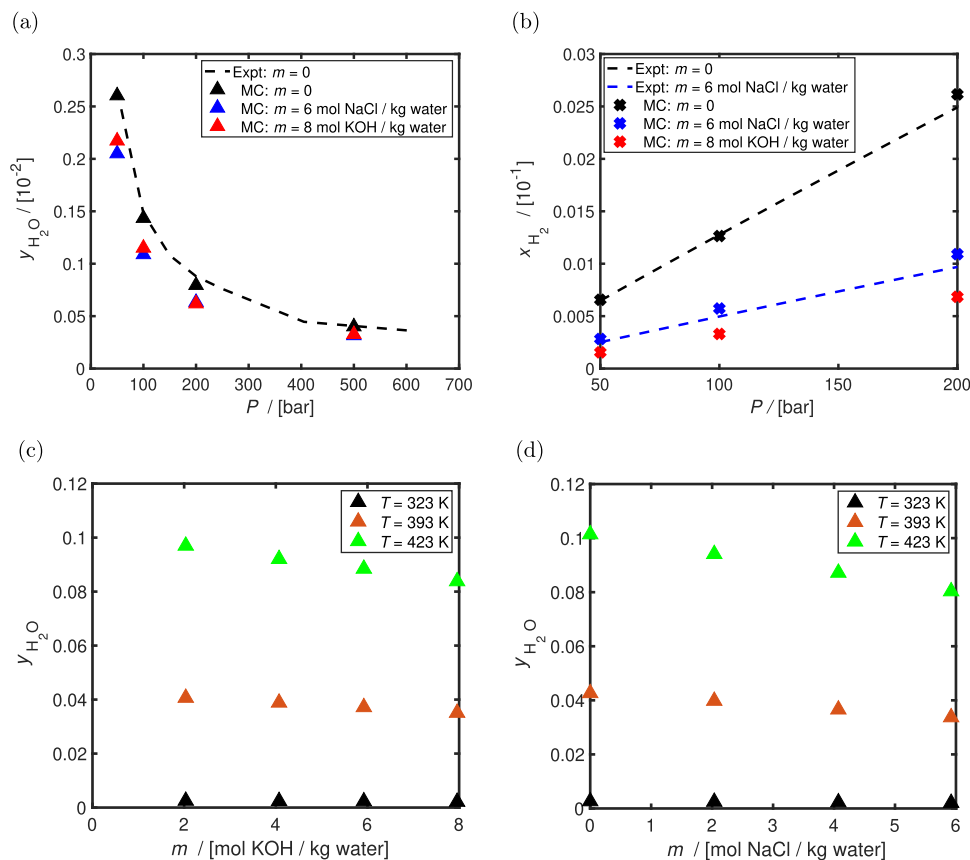 (a)
0.3
0.25
0.2
0.15
0.1
0.05
0
y H₂O / [10⁻²]
Expt: m = 0
MC: m = 0
MC: m = 6 mol NaCl / kg water
MC: m = 8 mol KOH / kg water
0 100 200 300 400 500 600 700
P / [bar]
(b)
0.03
0.025
0.02
0.015
0.01
0.005
0
x H₂ / [10⁻¹]
Expt: m = 0
Expt: m = 6 mol NaCl / kg water
MC: m = 0
MC: m = 6 mol NaCl / kg water
MC: m = 8 mol KOH / kg water
50 100 150 200
P / [bar]
(c)
0.12
0.1
0.08
0.06
0.04
0.02
0
y H₂O
T = 323 K
T = 393 K
T = 423 K
0 2 4 6 8
m / [mol KOH / kg water]
(d)
0.12
0.1
0.08
0.06
0.04
0.02
0
y H₂O
T = 323 K
T = 393 K
T = 423 K
0 1 2 3 4 5 6
m / [mol NaCl / kg water]